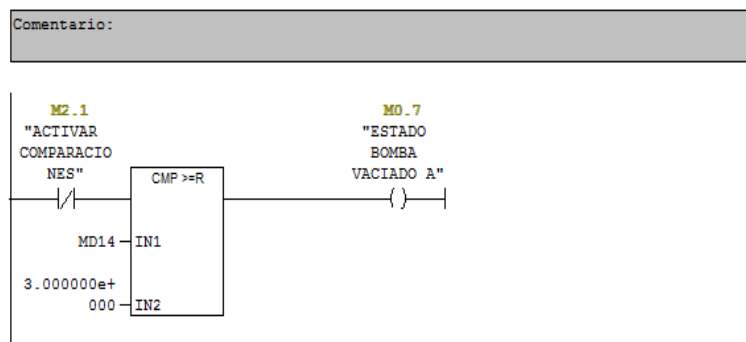 Comentario:
M2.1
"ACTIVAR
COMPARACIO
NES"
M0.7
"ESTADO
BOMBA
VACIADO A"
CMP >=R
MD14
IN1
3.000000e+
000
IN2